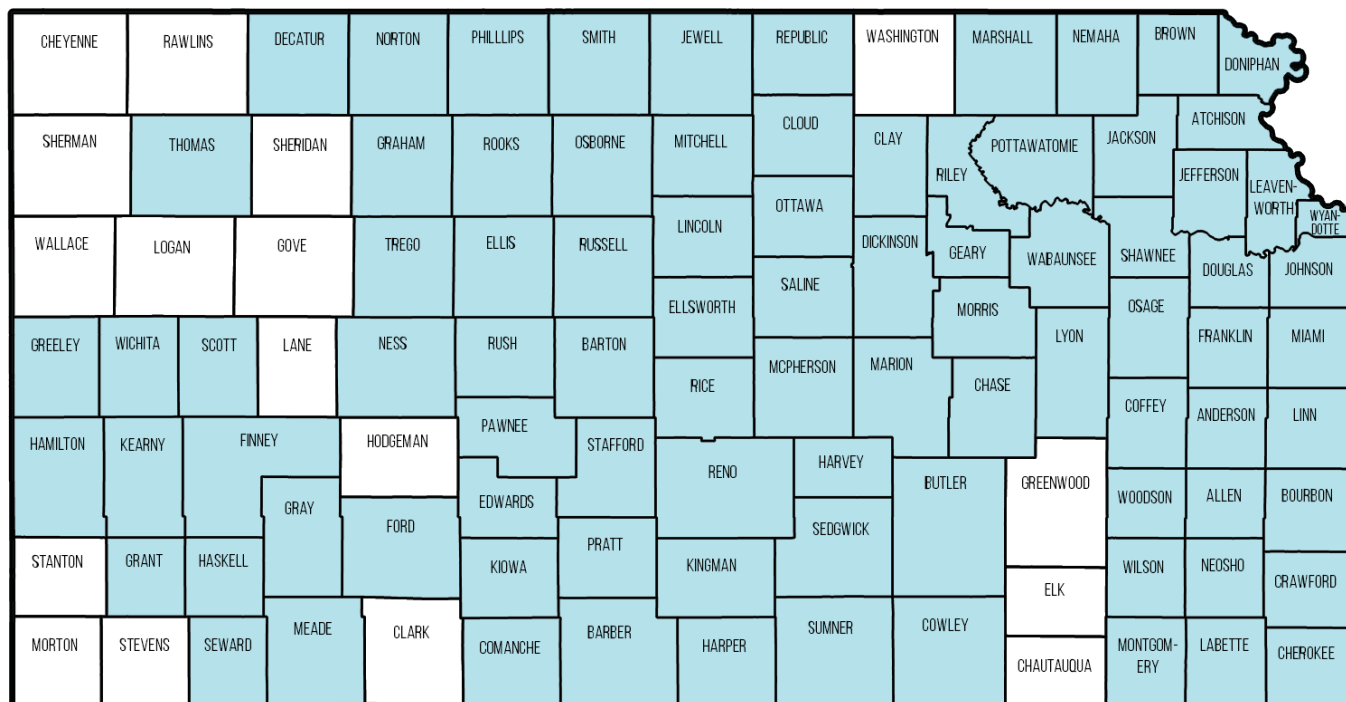 CHEYENNE
RAWLINS
DECATUR
NORTON
PHILLLIPS
SMITH
JEWELL
REPUBLIC
WASHINGTON
MARSHALL
NEMAHA
BROWN
DONIPHAN
SHERMAN
THOMAS
SHERIDAN
GRAHAM
ROOKS
OSBORNE
MITCHELL
CLOUD
CLAY
RILEY
POTTAWATOMIE
JACKSON
ATCHISON
JEFFERSON
LEAVEN-
WORTH
WYAN-
DOTTE
WALLACE
LOGAN
GOVE
TREGO
ELLIS
RUSSELL
LINCOLN
OTTAWA
DICKINSON
GEARY
WABAUNSEE
SHAWNEE
DOUGLAS
JOHNSON
ELLSWORTH
SALINE
MORRIS
OSAGE
GREELEY
WICHITA
SCOTT
LANE
NESS
RUSH
BARTON
RICE
MCPHERSON
MARION
CHASE
LYON
FRANKLIN
MIAMI
COFFEY
ANDERSON
LINN
HAMILTON
KEARNY
FINNEY
HODGEMAN
PAWNEE
STAFFORD
RENO
HARVEY
BUTLER
GREENWOOD
WOODSON
ALLEN
BOURBON
GRAY
FORD
EDWARDS
SEDGWICK
STANTON
GRANT
HASKELL
KIOWA
PRATT
KINGMAN
ELK
WILSON
NEOSHO
CRAWFORD
MORTON
STEVENS
SEWARD
MEADE
CLARK
COMANCHE
BARBER
HARPER
SUMNER
COWLEY
CHAUTAUQUA
MONTGOM-
ERY
LABETTE
CHEROKEE